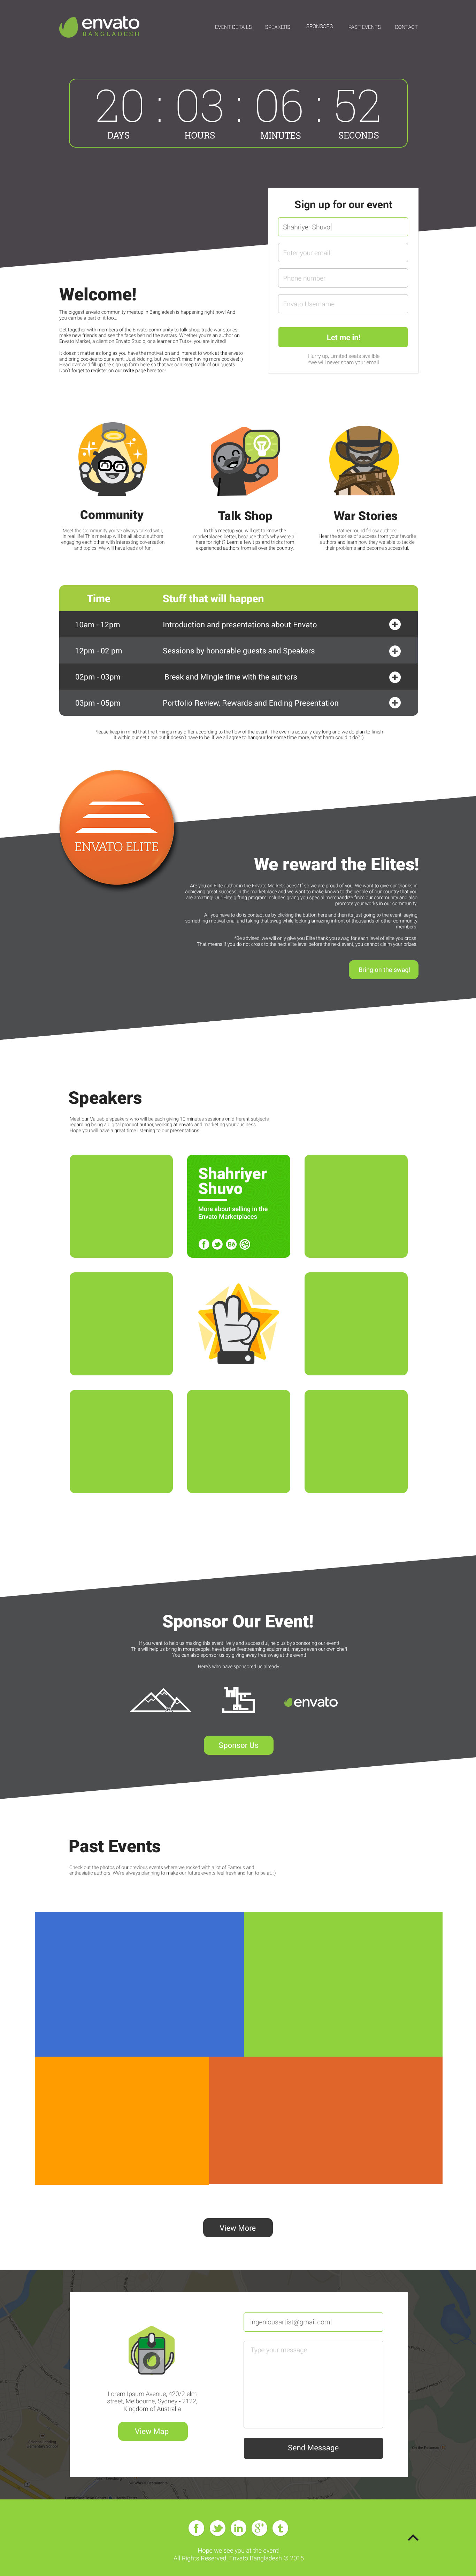 envato
BANGLADESH
EVENT DETAILS SPEAKERS SPONSORS PAST EVENTS CONTACT
20 : 03 : 06 : 52
DAYS HOURS MINUTES SECONDS
Sign up for our event
Shahriyer Shuvo
Enter your email
Phone number
Envato Username
Let me in!
Hurry up, Limited seats availble
*we will never spam your email
Welcome!
The biggest envato community meetup in Bangladesh is happening right now! And
you can be a part of it too...
Get together with members of the Envato community to talk shop, trade war stories,
make new friends and see the faces behind the avatars. Whether you're an author on
Envato Market, a client on Envato Studio, or a learner on Tuts+, you are invited!
It doesn't matter as long as you have the motivation and interest to work at the envato
and bring cookies to our event. Just kidding, but we don't mind having more cookies! ;)
Head over and fill up the sign up form here so that we can keep track of our guests.
Don't forget to register on our invite page here too!
Community
Meet the Community you've always talked with,
in real life! This meetup will be all about authors
engaging each other with interesting coversation
and topics. We will have loads of fun.
Talk Shop
In this meetup you will get to know the
marketplaces better, because that's why were all
here for right? Learn a few tips and tricks from
experienced authors from all over the country.
War Stories
Gather round fellow authors!
Hear the stories of success from your favorite
authors and learn how they we able to tackle
their problems and become successful.
Time Stuff that will happen
10am - 12pm Introduction and presentations about Envato
12pm - 02 pm Sessions by honorable guests and Speakers
02pm - 03pm Break and Mingle time with the authors
03pm - 05pm Portfolio Review, Rewards and Ending Presentation
Please keep in mind that the timings may differ according to the flow of the event. The even is actually day long and we do plan to finish
it within our set time but it doesn't have to be, if we all agree to hangour for some time more, what harm could it do? :)
ENVATO ELITE
We reward the Elites!
Are you an Elite author in the Envato Marketplaces? If so we are proud of you! We want to give our thanks in
achieving great success in the marketplace and we want to make known to the people of our country that you
are amazing! Our Elite gifting program includes giving you special merchandize from our community and also
promote your works in our community.
All you have to do is contact us by clicking the button here and then its just going to the event, saying
something motivational and taking that swag while looking amazing infront of thousands of other community
members.
*Be advised, we will only give you Elite thank you swag for each level of elite you cross.
That means if you do not cross to the next elite level before the next event, you cannot claim your prizes.
Bring on the swag!
Speakers
Meet our Valuable speakers who will be each giving 10 minutes sessions on different subjects
regarding being a digital product author, working at envato and marketing your business.
Hope you will have a great time listening to our presentations!
Shahriyer
Shuvo
More about selling in the
Envato Marketplaces
Sponsor Our Event!
If you want to help us making this event lively and successful, help us by sponsoring our event!
This will help us bring in more people, have better livestreaming equipment, maybe even our own chef!
You can also sponsor us by giving away free swag at the event!
Here's who have sponsored us already:
envato
Sponsor Us
Past Events
Check out the photos of our previous events where we rocked with a lot of Famous and
enthusiatic authors! We're always planning to make our future events feel fresh and fun to be at. :)
View More
ingeniousartist@gmail.com
Type your message
Lorem Ipsum Avenue, 420/2 elm
street, Melbourne, Sydney - 2122,
Kingdom of Australia
View Map
Send Message
Hope we see you at the event!
All Rights Reserved. Envato Bangladesh © 2015